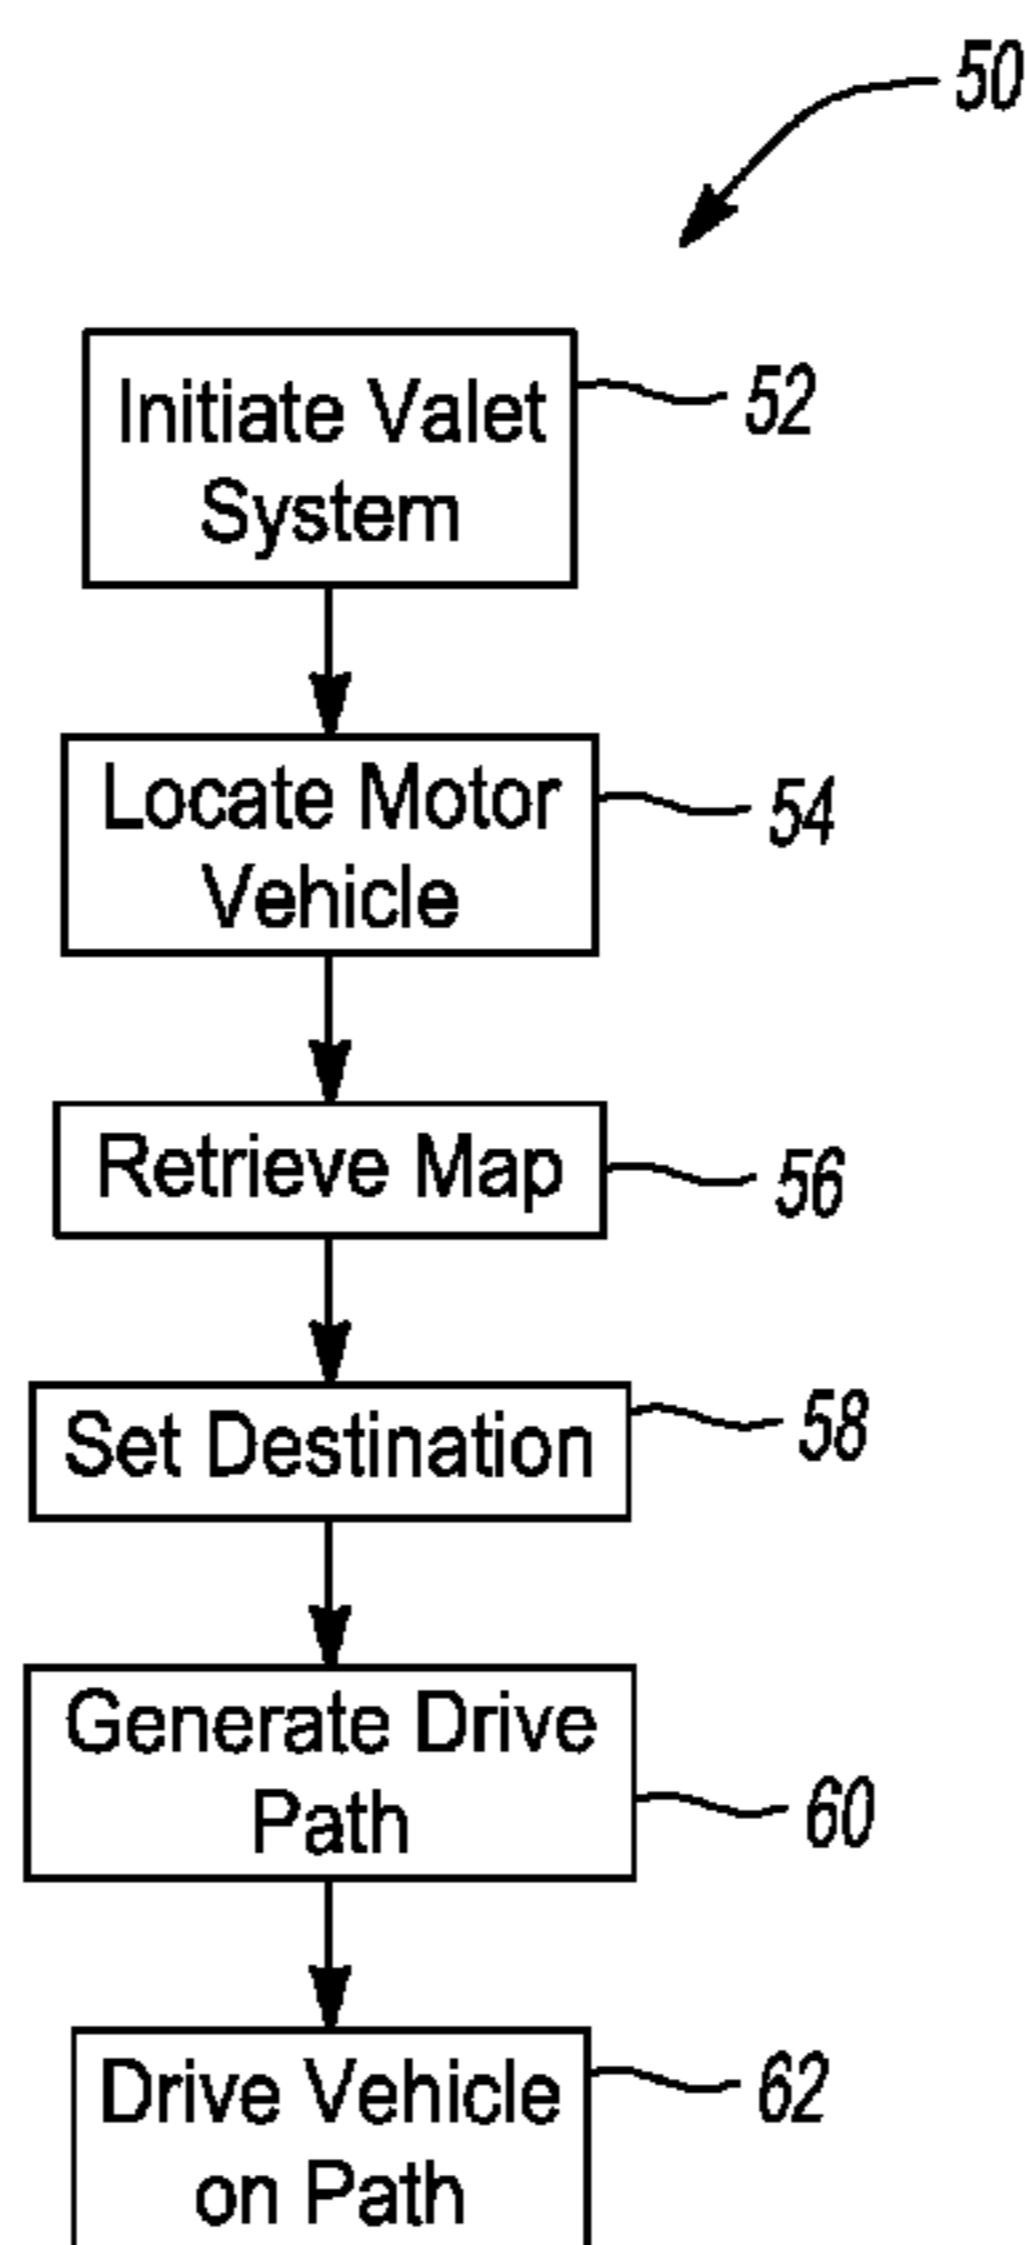 50
Initiate Valet
System
52
Locate Motor
Vehicle
54
Retrieve Map
56
Set Destination
58
Generate Drive
Path
60
Drive Vehicle
on Path
62